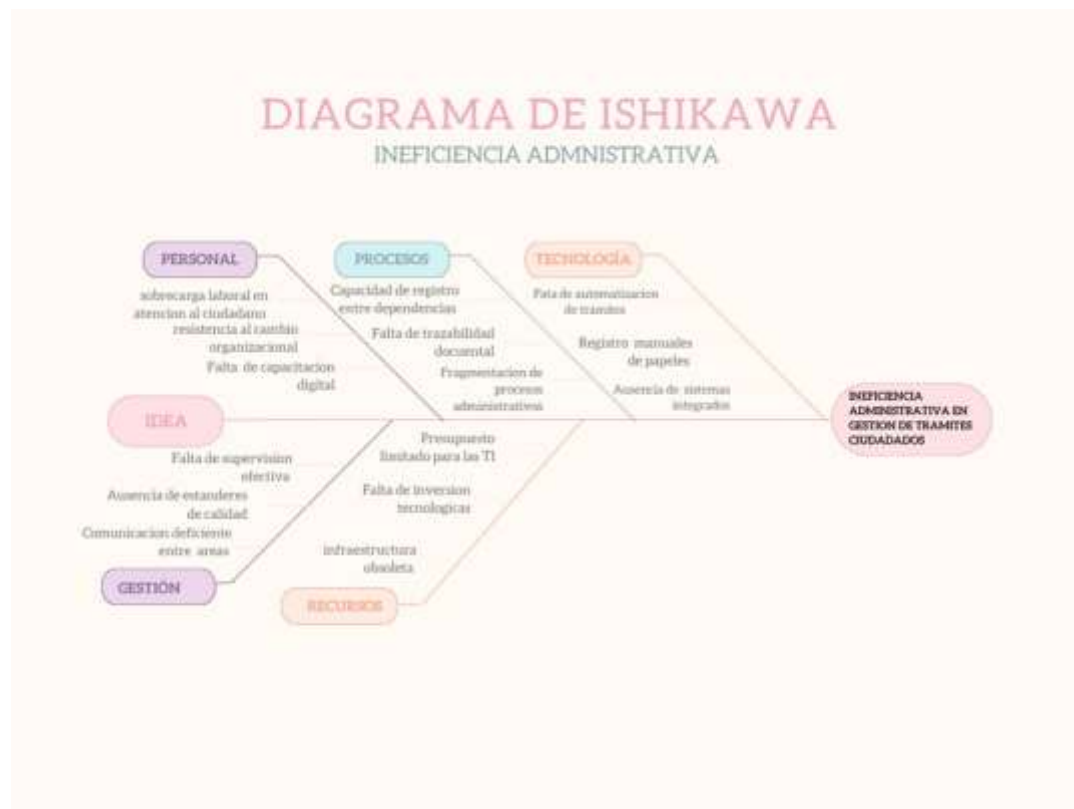 DIAGRAMA DE ISHIKAWA
INEFICIENCIA ADMNISTRATIVA
PERSONAL
PROCESOS
TECNOLOGÍA
sobrecarga laboral en
atencion al ciudadano
resistencia al cambio
organizacional
Falta de capacitacion
digital
Capacidad de registro
entre dependencias
Falta de trazabilidad
docuental
Fragmentacion de
procesos
administrativos
Fata de automatizacion
de tramites
Registro manuales
de papeles
Ausencia de sistemas
integrados
IDEA
INEFICIENCIA
ADMINISTRATIVA EN
GESTION DE TRAMITES
CIUDADADOS
Falta de supervision
efectiva
Ausencia de estanderes
de calidad
Comunicacion deficiente
entre areas
GESTIÓN
Presupuesto
limitado para las TI
Falta de inversion
tecnologicas
infraestructura
obsoleta
RECURSOS